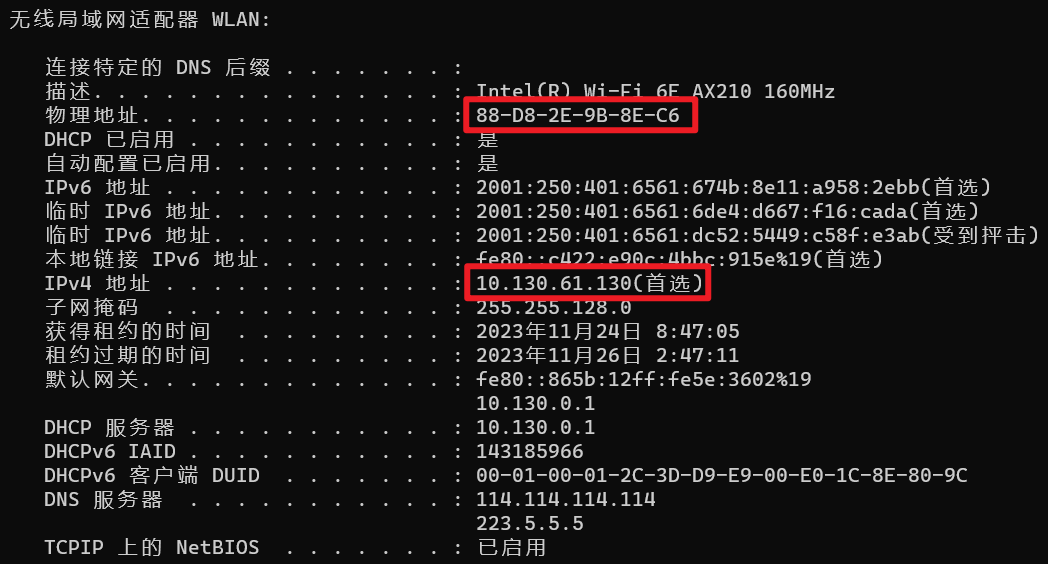 无线局域网适配器 WLAN:
连接特定的 DNS 后缀 . . . . . . . :
描述. . . . . . . . . . . . . . . : Intel(R) Wi-Fi 6E AX210 160MHz
物理地址. . . . . . . . . . . . . : 88-D8-2E-9B-8E-C6
DHCP 已启用 . . . . . . . . . . . : 是
自动配置已启用. . . . . . . . . . : 是
IPv6 地址 . . . . . . . . . . . . : 2001:250:401:6561:674b:8e11:a958:2ebb(首选)
临时 IPv6 地址. . . . . . . . . . : 2001:250:401:6561:6de4:d667:f16:cada(首选)
临时 IPv6 地址. . . . . . . . . . : 2001:250:401:6561:dc52:5449:c58f:e3ab(受到抨击)
本地链接 IPv6 地址. . . . . . . . : fe80::c422:e90c:4bbc:915e%19(首选)
IPv4 地址 . . . . . . . . . . . . : 10.130.61.130(首选)
子网掩码  . . . . . . . . . . . . : 255.255.128.0
获得租约的时间  . . . . . . . . . : 2023年11月24日 8:47:05
租约过期的时间  . . . . . . . . . : 2023年11月26日 2:47:11
默认网关. . . . . . . . . . . . . : fe80::865b:12ff:fe5e:3602%19
10.130.0.1
DHCP 服务器 . . . . . . . . . . . : 10.130.0.1
DHCPv6 IAID . . . . . . . . . . . : 143185966
DHCPv6 客户端 DUID  . . . . . . . : 00-01-00-01-2C-3D-D9-E9-00-E0-1C-8E-80-9C
DNS 服务器  . . . . . . . . . . . : 114.114.114.114
223.5.5.5
TCPIP 上的 NetBIOS  . . . . . . . : 已启用